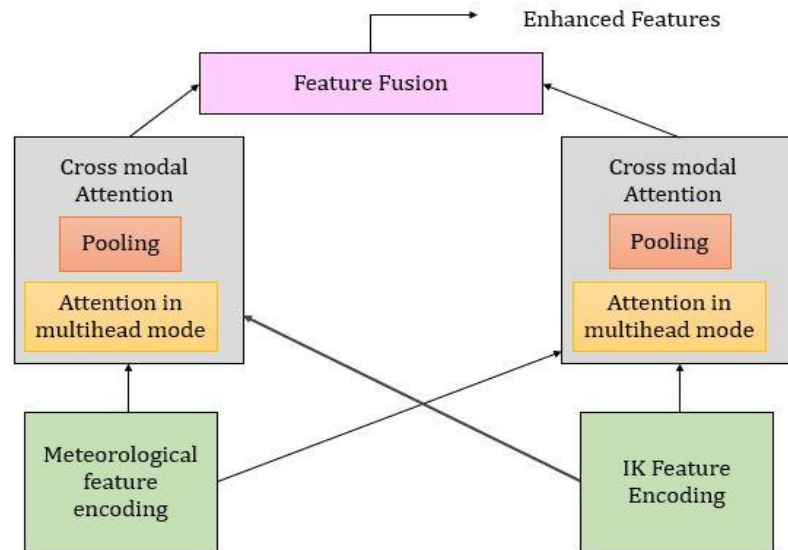 Enhanced Features
Feature Fusion
Cross modal
Attention
Pooling
Attention in
multihead mode
Cross modal
Attention
Pooling
Attention in
multihead mode
Meteorological
feature
encoding
IK Feature
Encoding